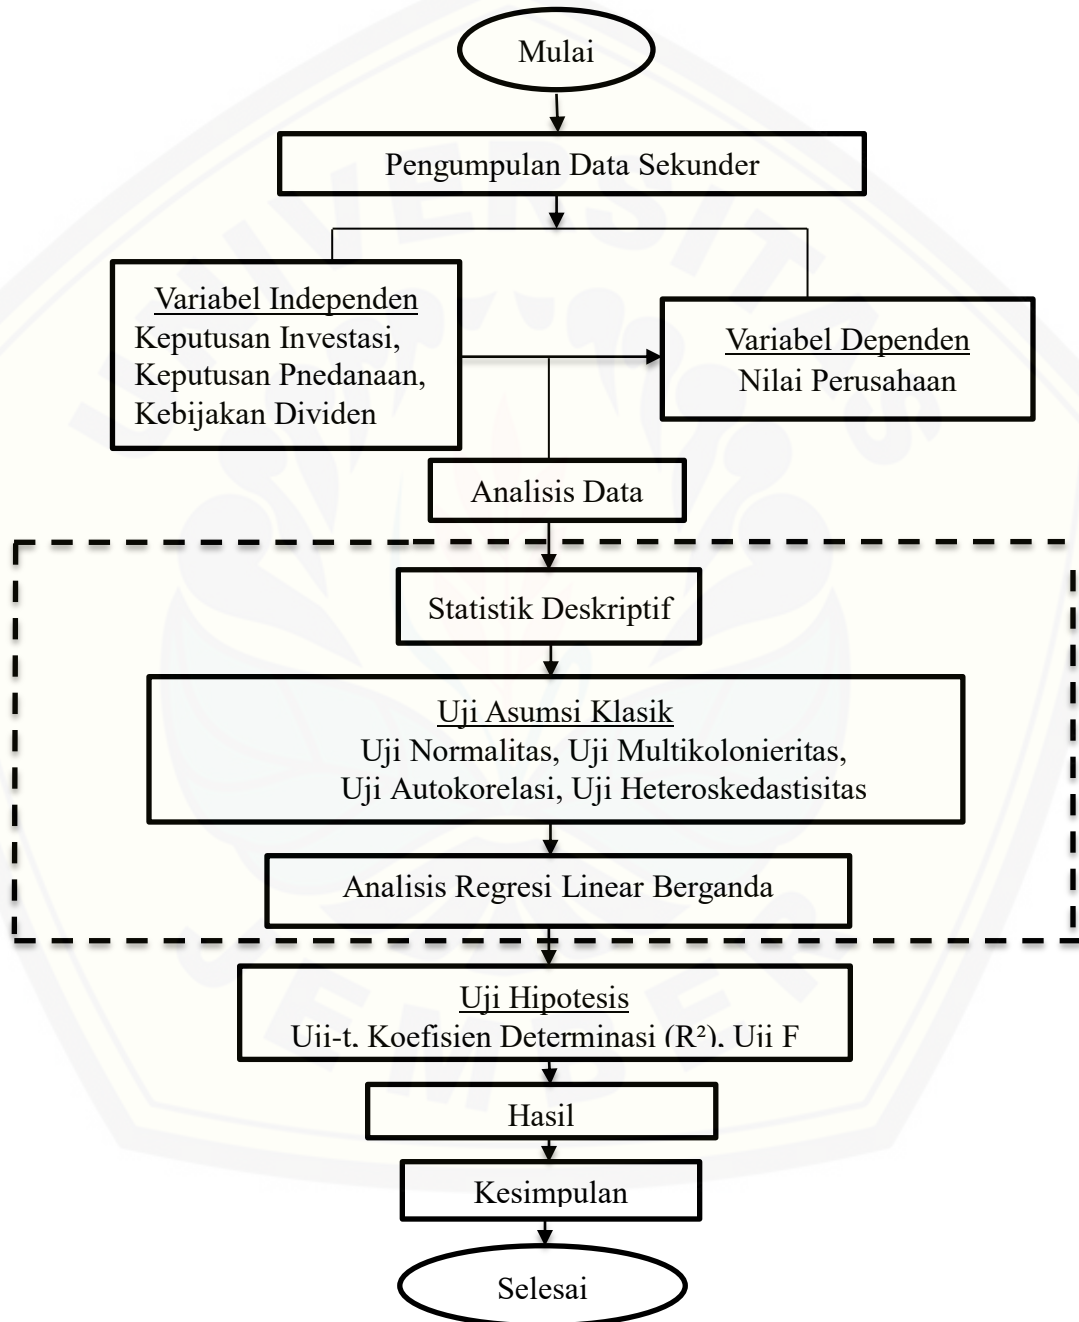 Mulai
Pengumpulan Data Sekunder
Variabel Independen
Keputusan Investasi,
Keputusan Pnedanaan,
Kebijakan Dividen
Variabel Dependen
Nilai Perusahaan
Analisis Data
Statistik Deskriptif
Uji Asumsi Klasik
Uji Normalitas, Uji Multikolonieritas,
Uji Autokorelasi, Uji Heteroskedastisitas
Analisis Regresi Linear Berganda
Uji Hipotesis
Uji-t, Koefisien Determinasi (R²), Uji F
Hasil
Kesimpulan
Selesai
UNIVERSITAS
JEMBER